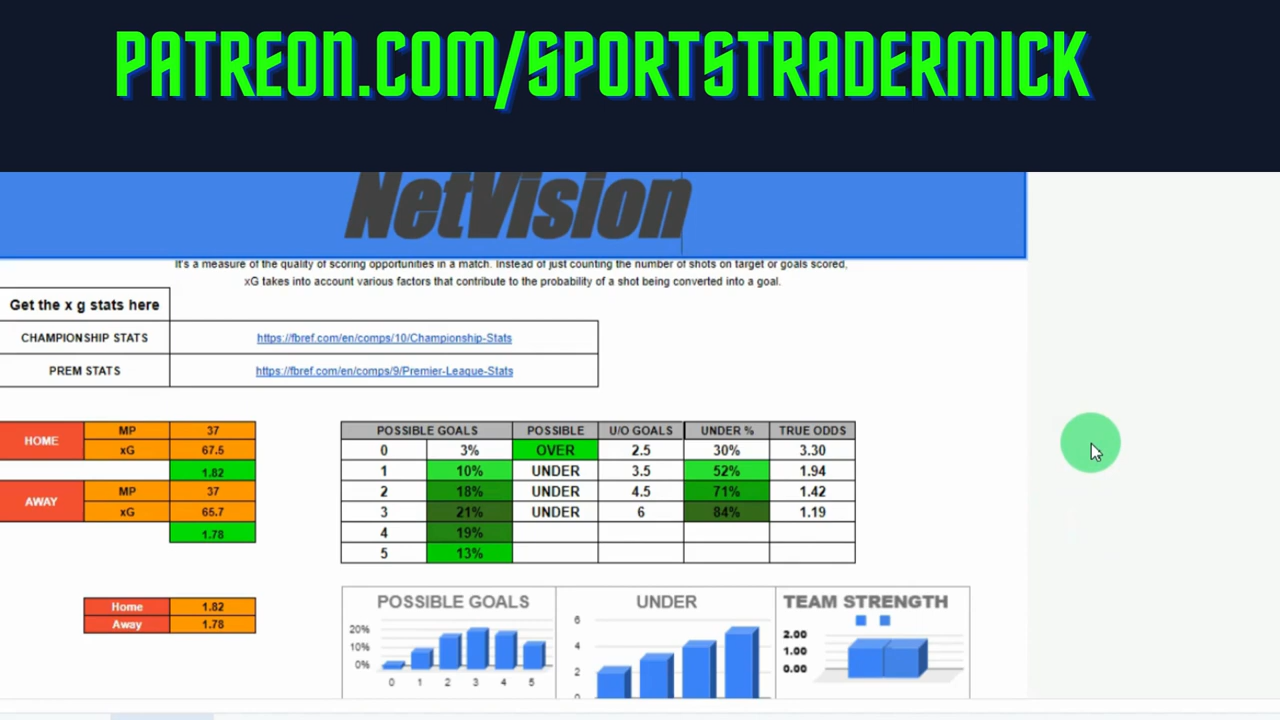 PATREON.COM/SPORTSTRADERMICK
NetVision
It's a measure of the quality of scoring opportunities in a match. Instead of just counting the number of shots on target or goals scored,
xG takes into account various factors that contribute to the probability of a shot being converted into a goal.
Get the x g stats here
CHAMPIONSHIP STATS https://fbref.com/en/comps/10/Championship-Stats
PREM STATS https://fbref.com/en/comps/9/Premier-League-Stats
HOME MP 37
xG 67.5
1.82
AWAY MP 37
xG 65.7
1.78
Home 1.82
Away 1.78
POSSIBLE GOALS POSSIBLE U/O GOALS UNDER % TRUE ODDS
0 3% OVER 2.5 30% 3.30
1 10% UNDER 3.5 52% 1.94
2 18% UNDER 4.5 71% 1.42
3 21% UNDER 6 84% 1.19
4 19%
5 13%
POSSIBLE GOALS
20%
10%
0%
0 1 2 3 4 5
UNDER
6
4
2
0
TEAM STRENGTH
2.00
1.00
0.00